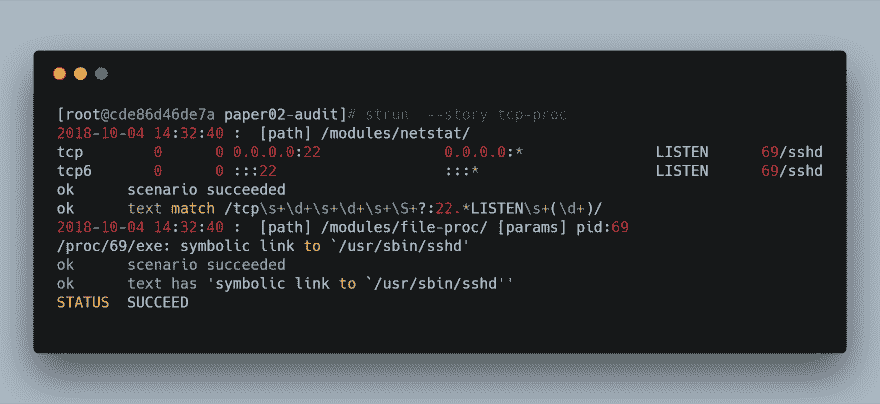 [root@cde86d46de7a paper02-audit]# strun --story tcp-proc
2018-10-04 14:32:40 : [path] /modules/netstat/
tcp 0 0 0.0.0.0:22 0.0.0.0:* LISTEN 69/sshd
tcp6 0 0 :::22 :::* LISTEN 69/sshd
ok scenario succeeded
ok text match /tcp\s+\d+\s+\d+\s+\S+?:22.*LISTEN\s+(\d+)/
2018-10-04 14:32:40 : [path] /modules/file-proc/ [params] pid:69
/proc/69/exe: symbolic link to `/usr/sbin/sshd'
ok scenario succeeded
ok text has 'symbolic link to `/usr/sbin/sshd''
STATUS SUCCEED